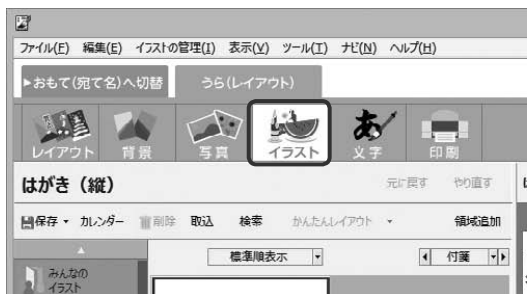 ファイル(F) 編集(E) イラストの管理(I) 表示(V) ツール(T) ナビ(N) ヘルプ(H)
▶おもて(宛て名)へ切替 うら(レイアウト)
レイアウト 背景 写真 イラスト あ 文字 印刷
はがき（縦） 元に戻す やり直す
保存 カレンダー 削除 取込 検索 かんたんレイアウト 領域追加
標準順表示 付箋
みんなの
イラスト